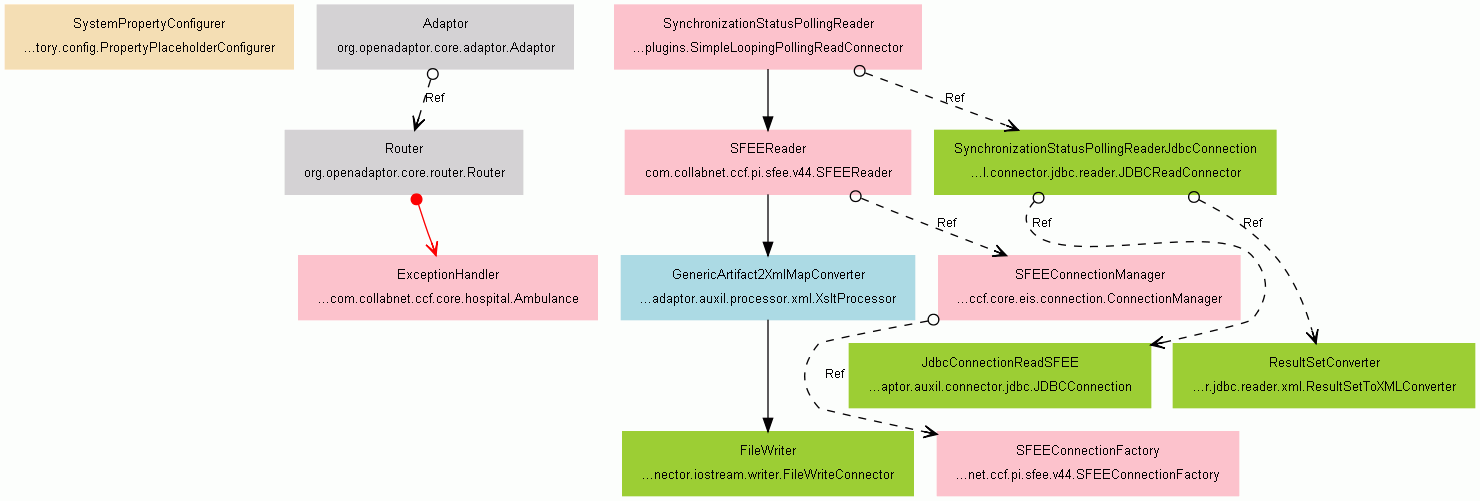 SystemPropertyConfigurer
...tory.config.PropertyPlaceholderConfigurer
Adaptor
org.openadaptor.core.adaptor.Adaptor
SynchronizationStatusPollingReader
...plugins.SimpleLoopingPollingReadConnector
Ref
Ref
Router
org.openadaptor.core.router.Router
SFEEReader
com.collabnet.ccf.pi.sfee.v44.SFEEReader
SynchronizationStatusPollingReaderJdbcConnection
...l.connector.jdbc.reader.JDBCReadConnector
Ref
Ref
Ref
ExceptionHandler
...com.collabnet.ccf.core.hospital.Ambulance
GenericArtifact2XmlMapConverter
...adaptor.auxil.processor.xml.XsltProcessor
SFEEConnectionManager
...ccf.core.eis.connection.ConnectionManager
Ref
JdbcConnectionReadSFEE
...aptor.auxil.connector.jdbc.JDBCConnection
ResultSetConverter
...r.jdbc.reader.xml.ResultSetToXMLConverter
FileWriter
...nector.iostream.writer.FileWriteConnector
SFEEConnectionFactory
...net.ccf.pi.sfee.v44.SFEEConnectionFactory